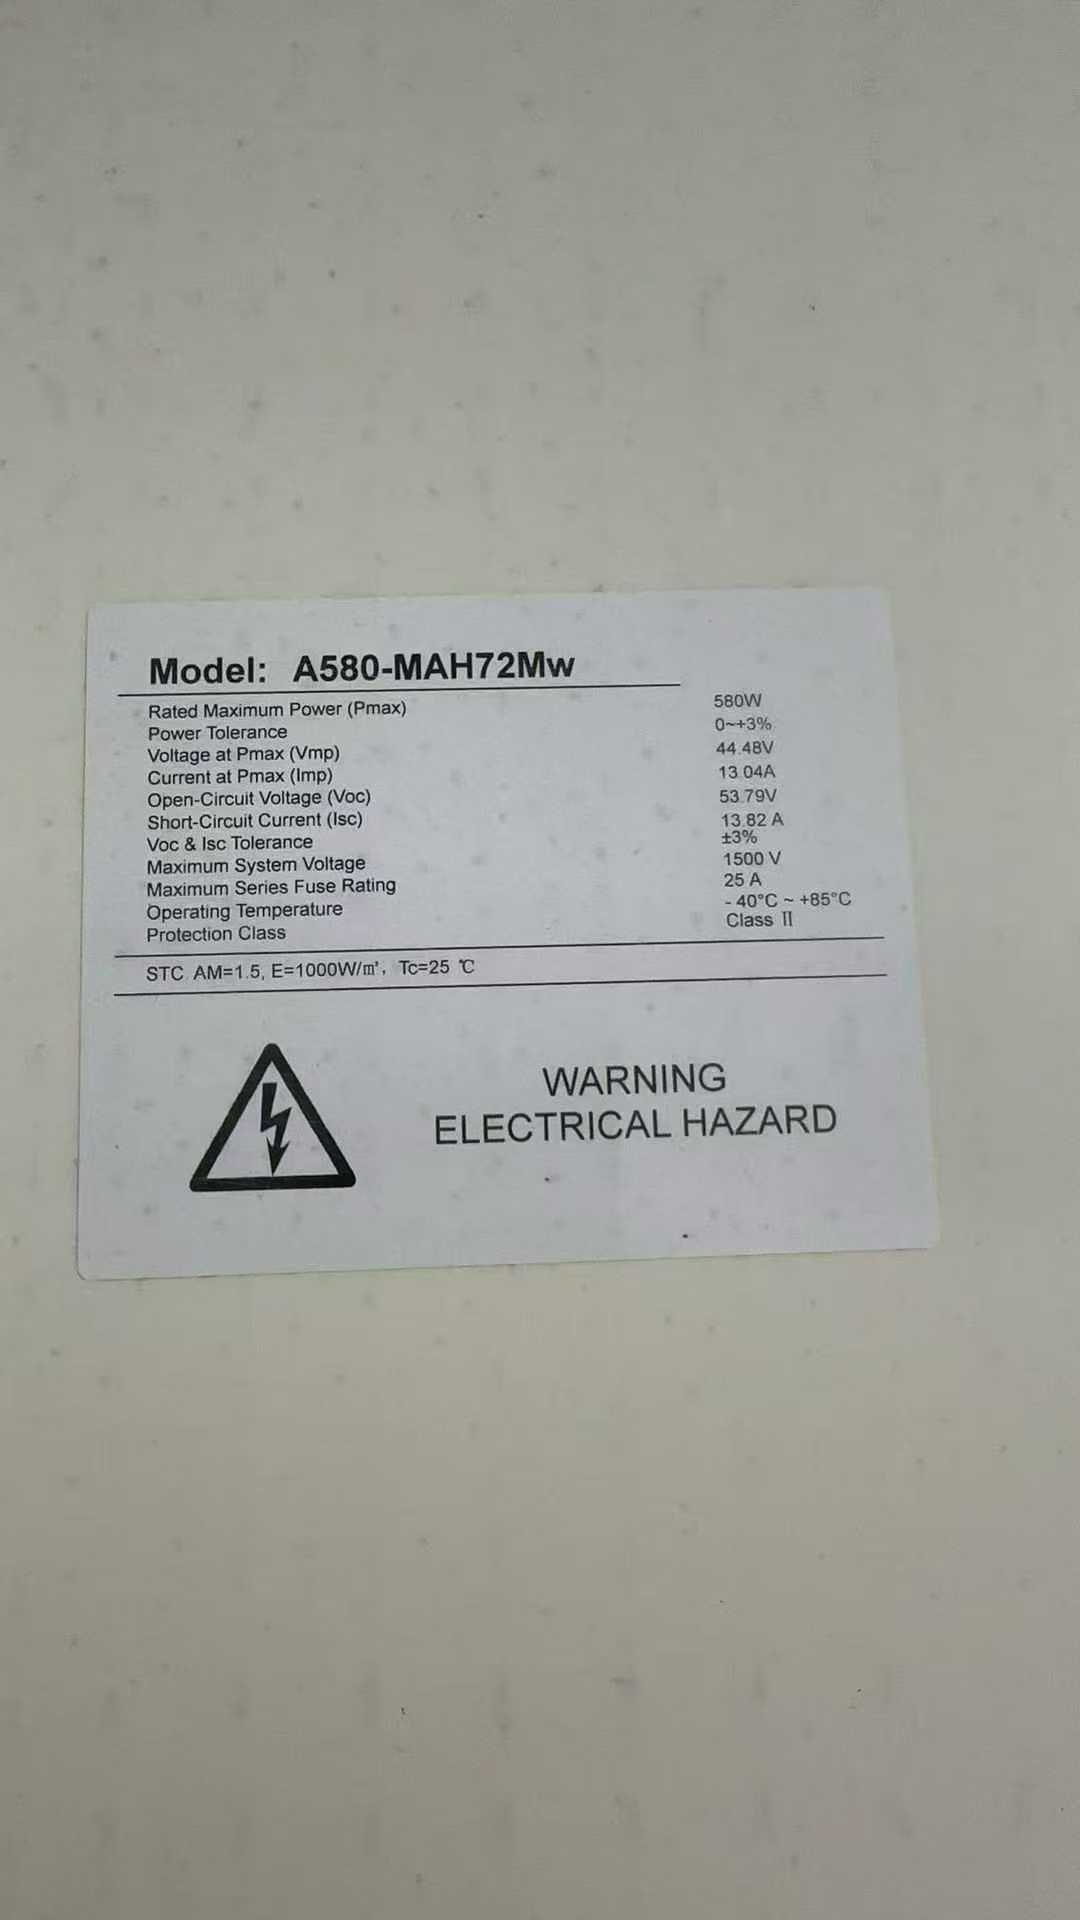 Model: A580-MAH72Mw
Rated Maximum Power (Pmax) 580W
Power Tolerance 0~+3%
Voltage at Pmax (Vmp) 44.48V
Current at Pmax (Imp) 13.04A
Open-Circuit Voltage (Voc) 53.79V
Short-Circuit Current (Isc) 13.82 A
Voc & Isc Tolerance ±3%
Maximum System Voltage 1500 V
Maximum Series Fuse Rating 25 A
Operating Temperature - 40°C ~ +85°C
Protection Class Class II
STC AM=1.5, E=1000W/m², Tc=25 ℃
WARNING
ELECTRICAL HAZARD